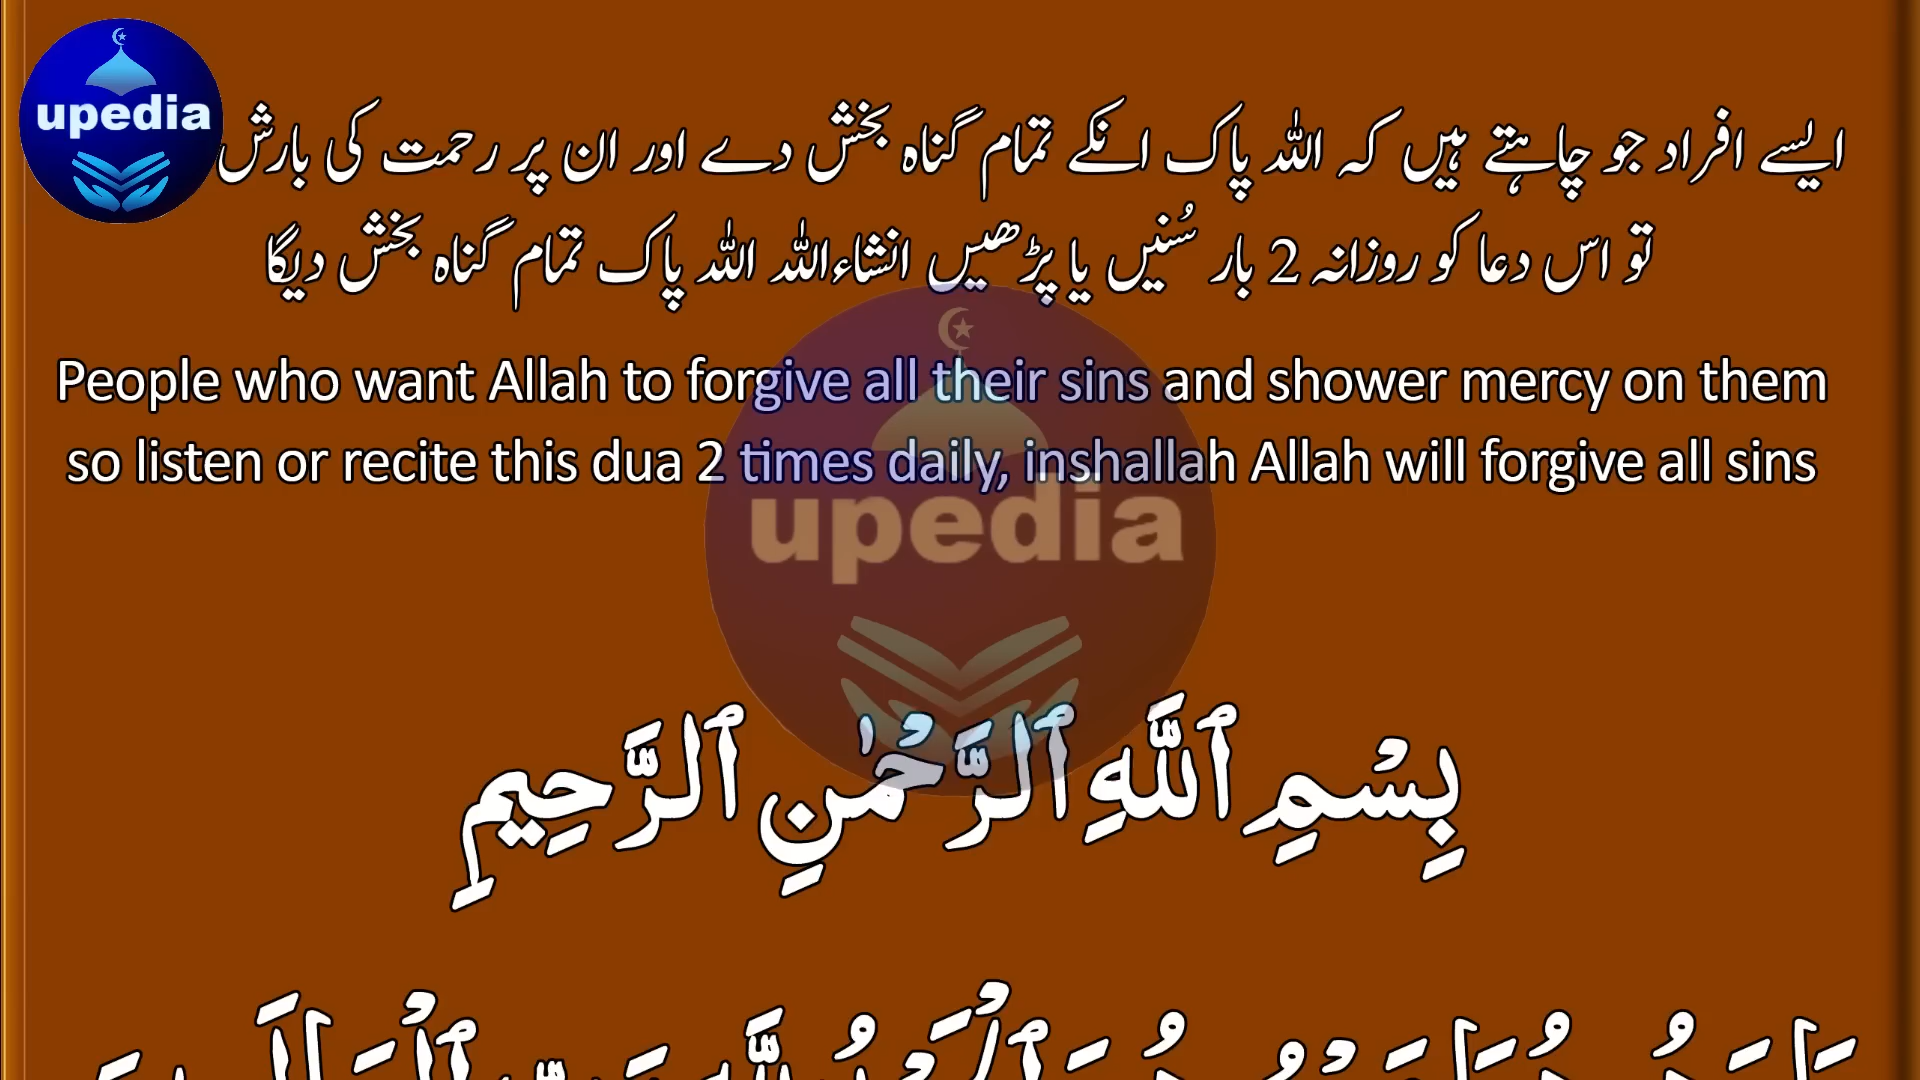 upedia
ایسے افراد جو چاہتے ہیں کہ اللہ پاک انکے تمام گناہ بخش دے اور ان پر رحمت کی بارش
تو اس دعا کو روزانہ 2 بار سُنیں یا پڑھیں انشاءاللہ اللہ پاک تمام گناہ بخش دیگا
People who want Allah to forgive all their sins and shower mercy on them
so listen or recite this dua 2 times daily, inshallah Allah will forgive all sins
upedia
بِسْمِ ٱللَّهِ ٱلرَّحْمَٰنِ ٱلرَّحِيمِ